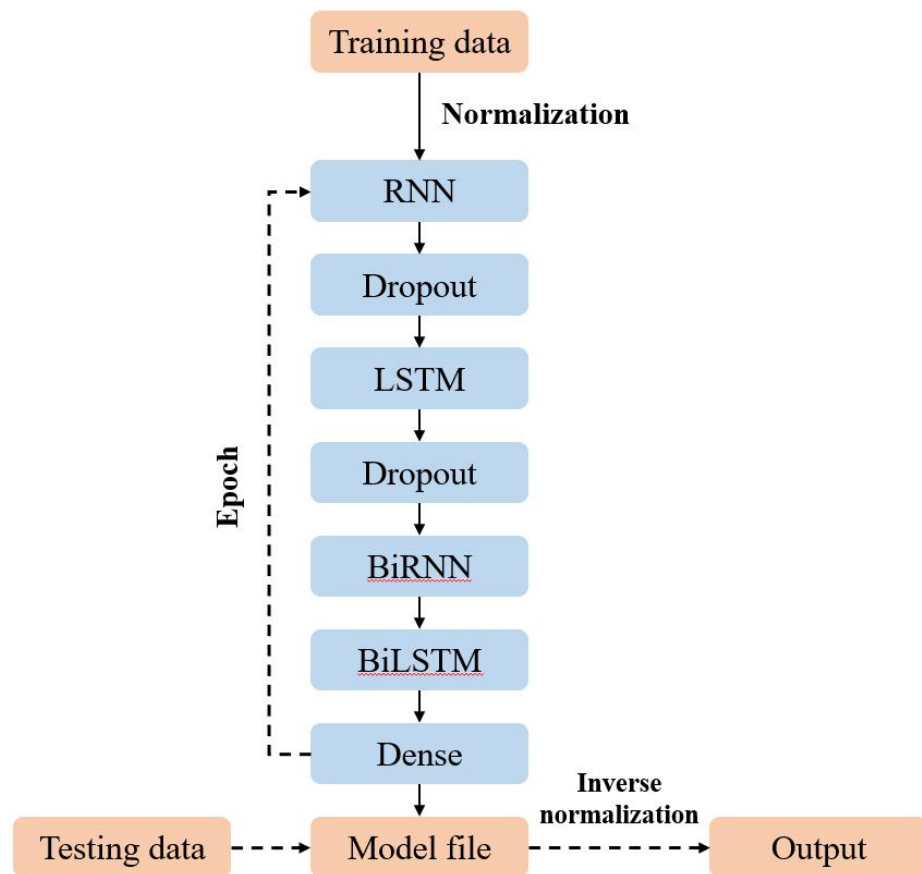 Training data
Normalization
RNN
Dropout
LSTM
Dropout
Epoch
BiRNN
BiLSTM
Dense
Inverse
normalization
Testing data
Model file
Output